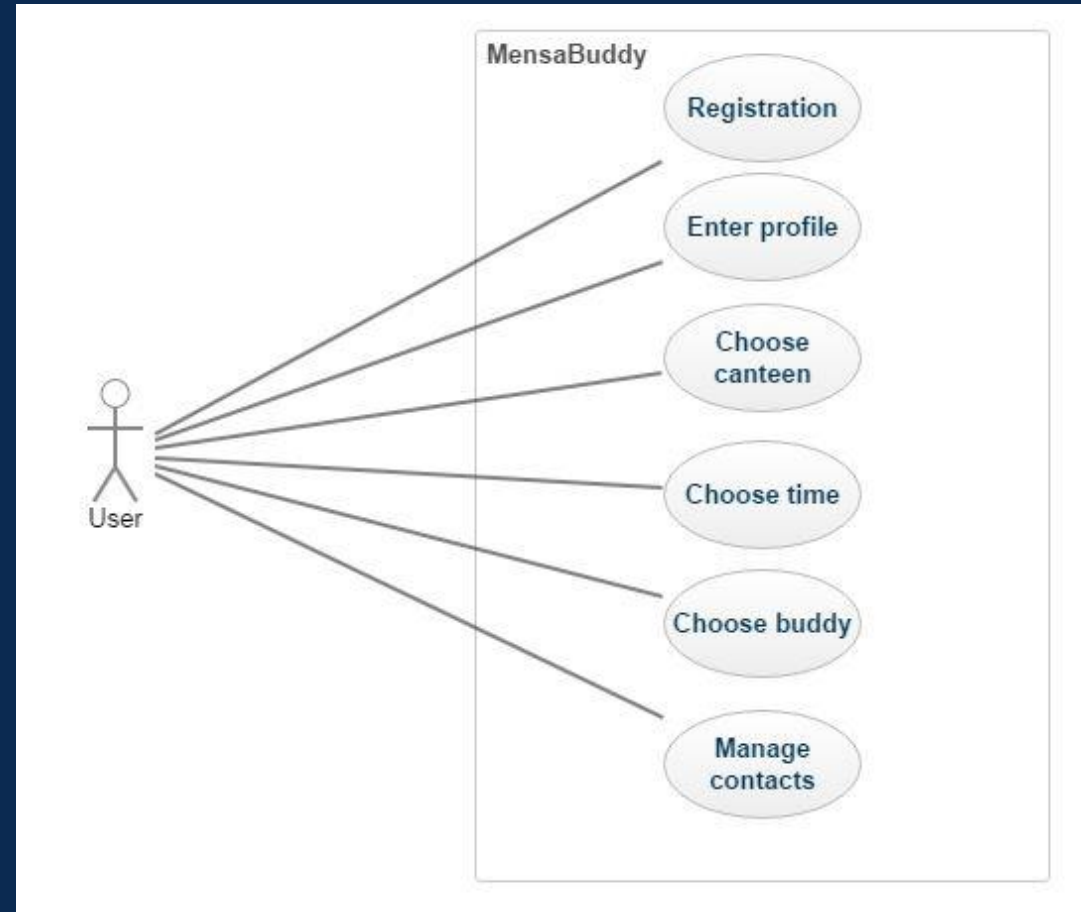 MensaBuddy
Registration
Enter profile
Choose
canteen
Choose time
User
Choose buddy
Manage
contacts